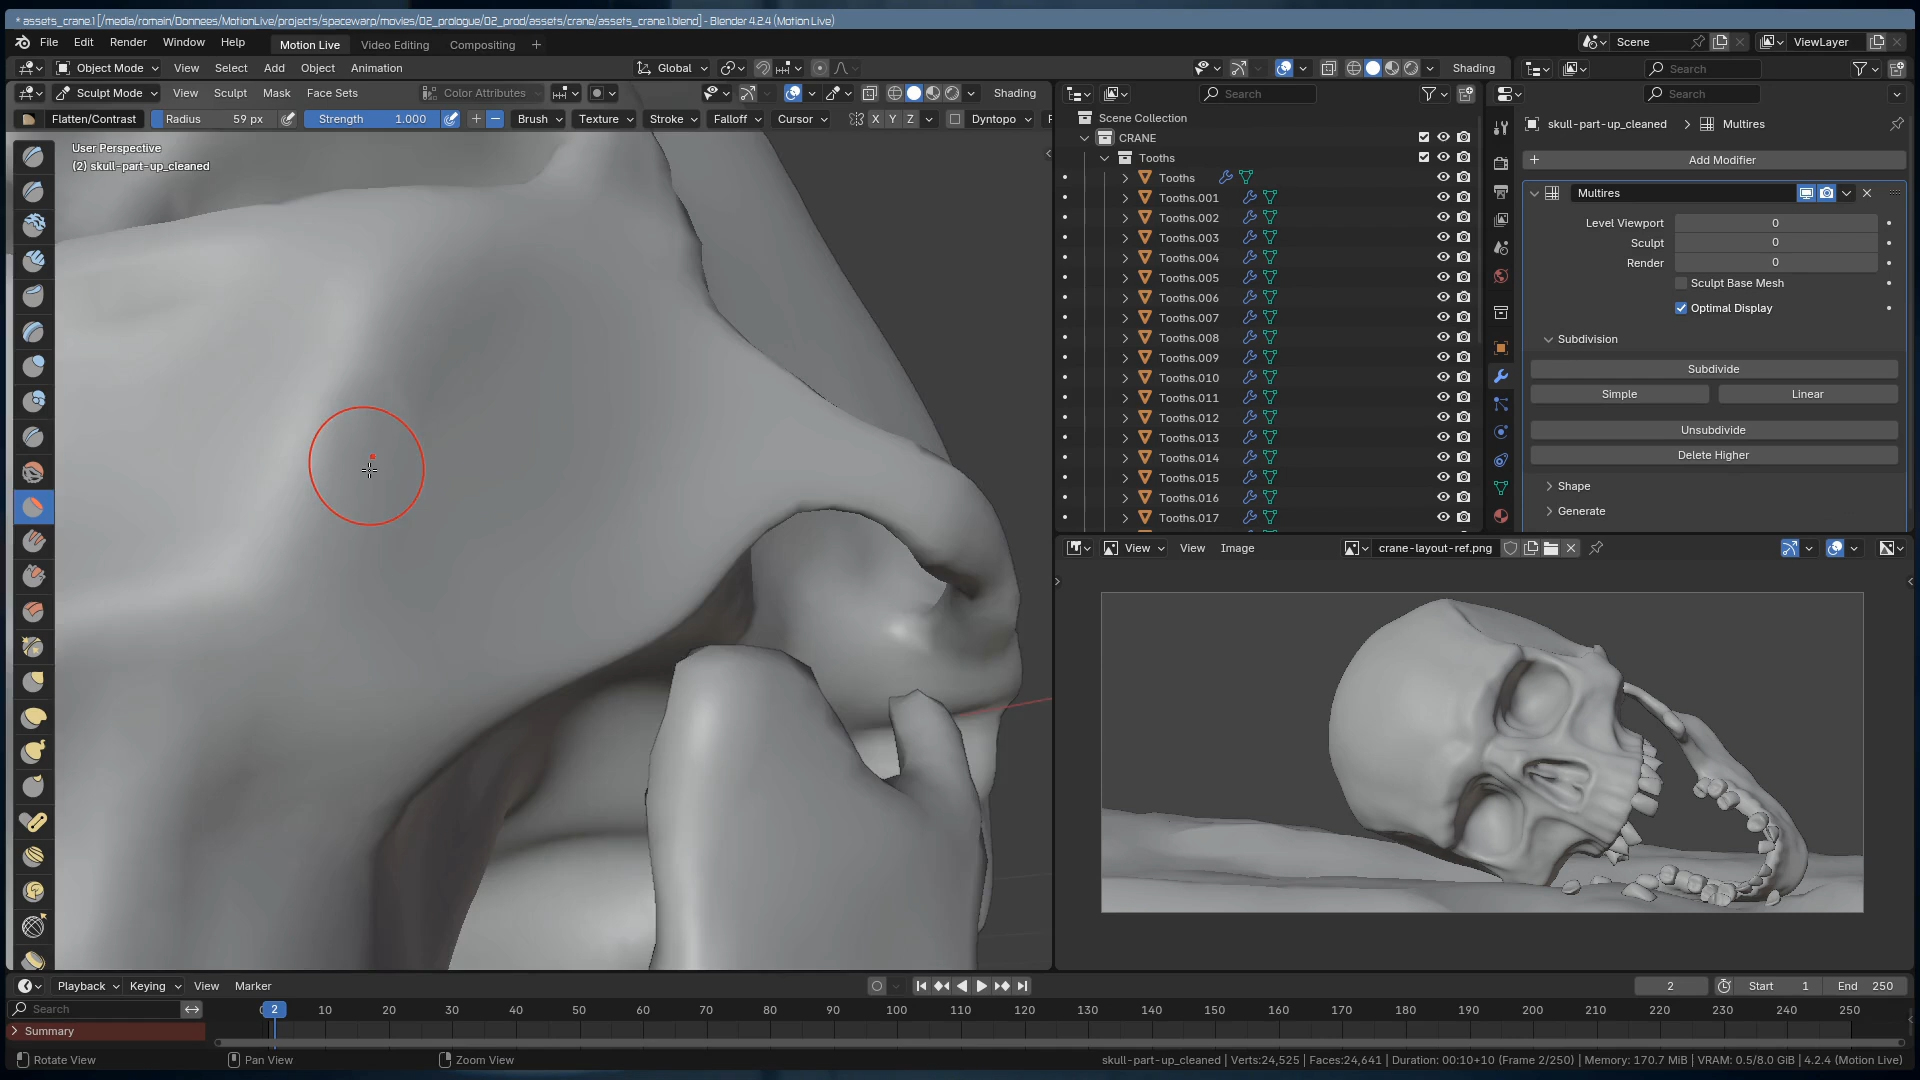 * assets_crane.1 [/media/romain/Donnees/MotionLive/projects/spacewarp/movies/02_prologue/02_prod/assets/crane/assets_crane.1.blend] - Blender 4.2.4 (Motion Live)
File Edit Render Window Help Motion Live Video Editing Compositing + Scene ViewLayer
Object Mode View Select Add Object Animation Global Shading Search
Sculpt Mode View Sculpt Mask Face Sets Color Attributes Shading Search Search
Flatten/Contrast Radius 59 px Strength 1.000 + − Brush Texture Stroke Falloff Cursor X Y Z Dyntopo
User Perspective
(2) skull-part-up_cleaned
Scene Collection
CRANE
Tooths
Tooths
Tooths.001
Tooths.002
Tooths.003
Tooths.004
Tooths.005
Tooths.006
Tooths.007
Tooths.008
Tooths.009
Tooths.010
Tooths.011
Tooths.012
Tooths.013
Tooths.014
Tooths.015
Tooths.016
Tooths.017
skull-part-up_cleaned > Multires
+ Add Modifier
Multires
Level Viewport 0
Sculpt 0
Render 0
Sculpt Base Mesh
Optimal Display
Subdivision
Subdivide
Simple Linear
Unsubdivide
Delete Higher
Shape
Generate
View View Image crane-layout-ref.png
Playback Keying View Marker 2 Start 1 End 250
Search 2 10 20 30 40 50 60 70 80 90 100 110 120 130 140 150 160 170 180 190 200 210 220 230 240 250
Summary
Rotate View Pan View Zoom View skull-part-up_cleaned | Verts:24,525 | Faces:24,641 | Duration: 00:10+10 (Frame 2/250) | Memory: 170.7 MiB | VRAM: 0.5/8.0 GiB | 4.2.4 (Motion Live)